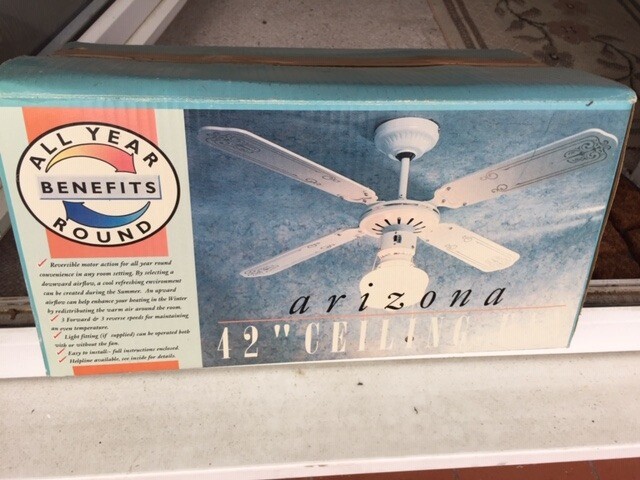 ALL YEAR
BENEFITS
ROUND
✓ Reversible motor action for all year round
convenience in any room setting. By selecting a
downward airflow, a cool refreshing environment
can be created during the Summer. An upward
airflow can help enhance your heating in the Winter
by redistributing the warm air around the room.
✓ 3 Forward & 3 reverse speeds for maintaining
an even temperature.
✓ Light fitting (if supplied) can be operated both
with or without the fan.
✓ Easy to install:- full instructions enclosed.
✓ Helpline available, see inside for details.
arizona
42" CEILING